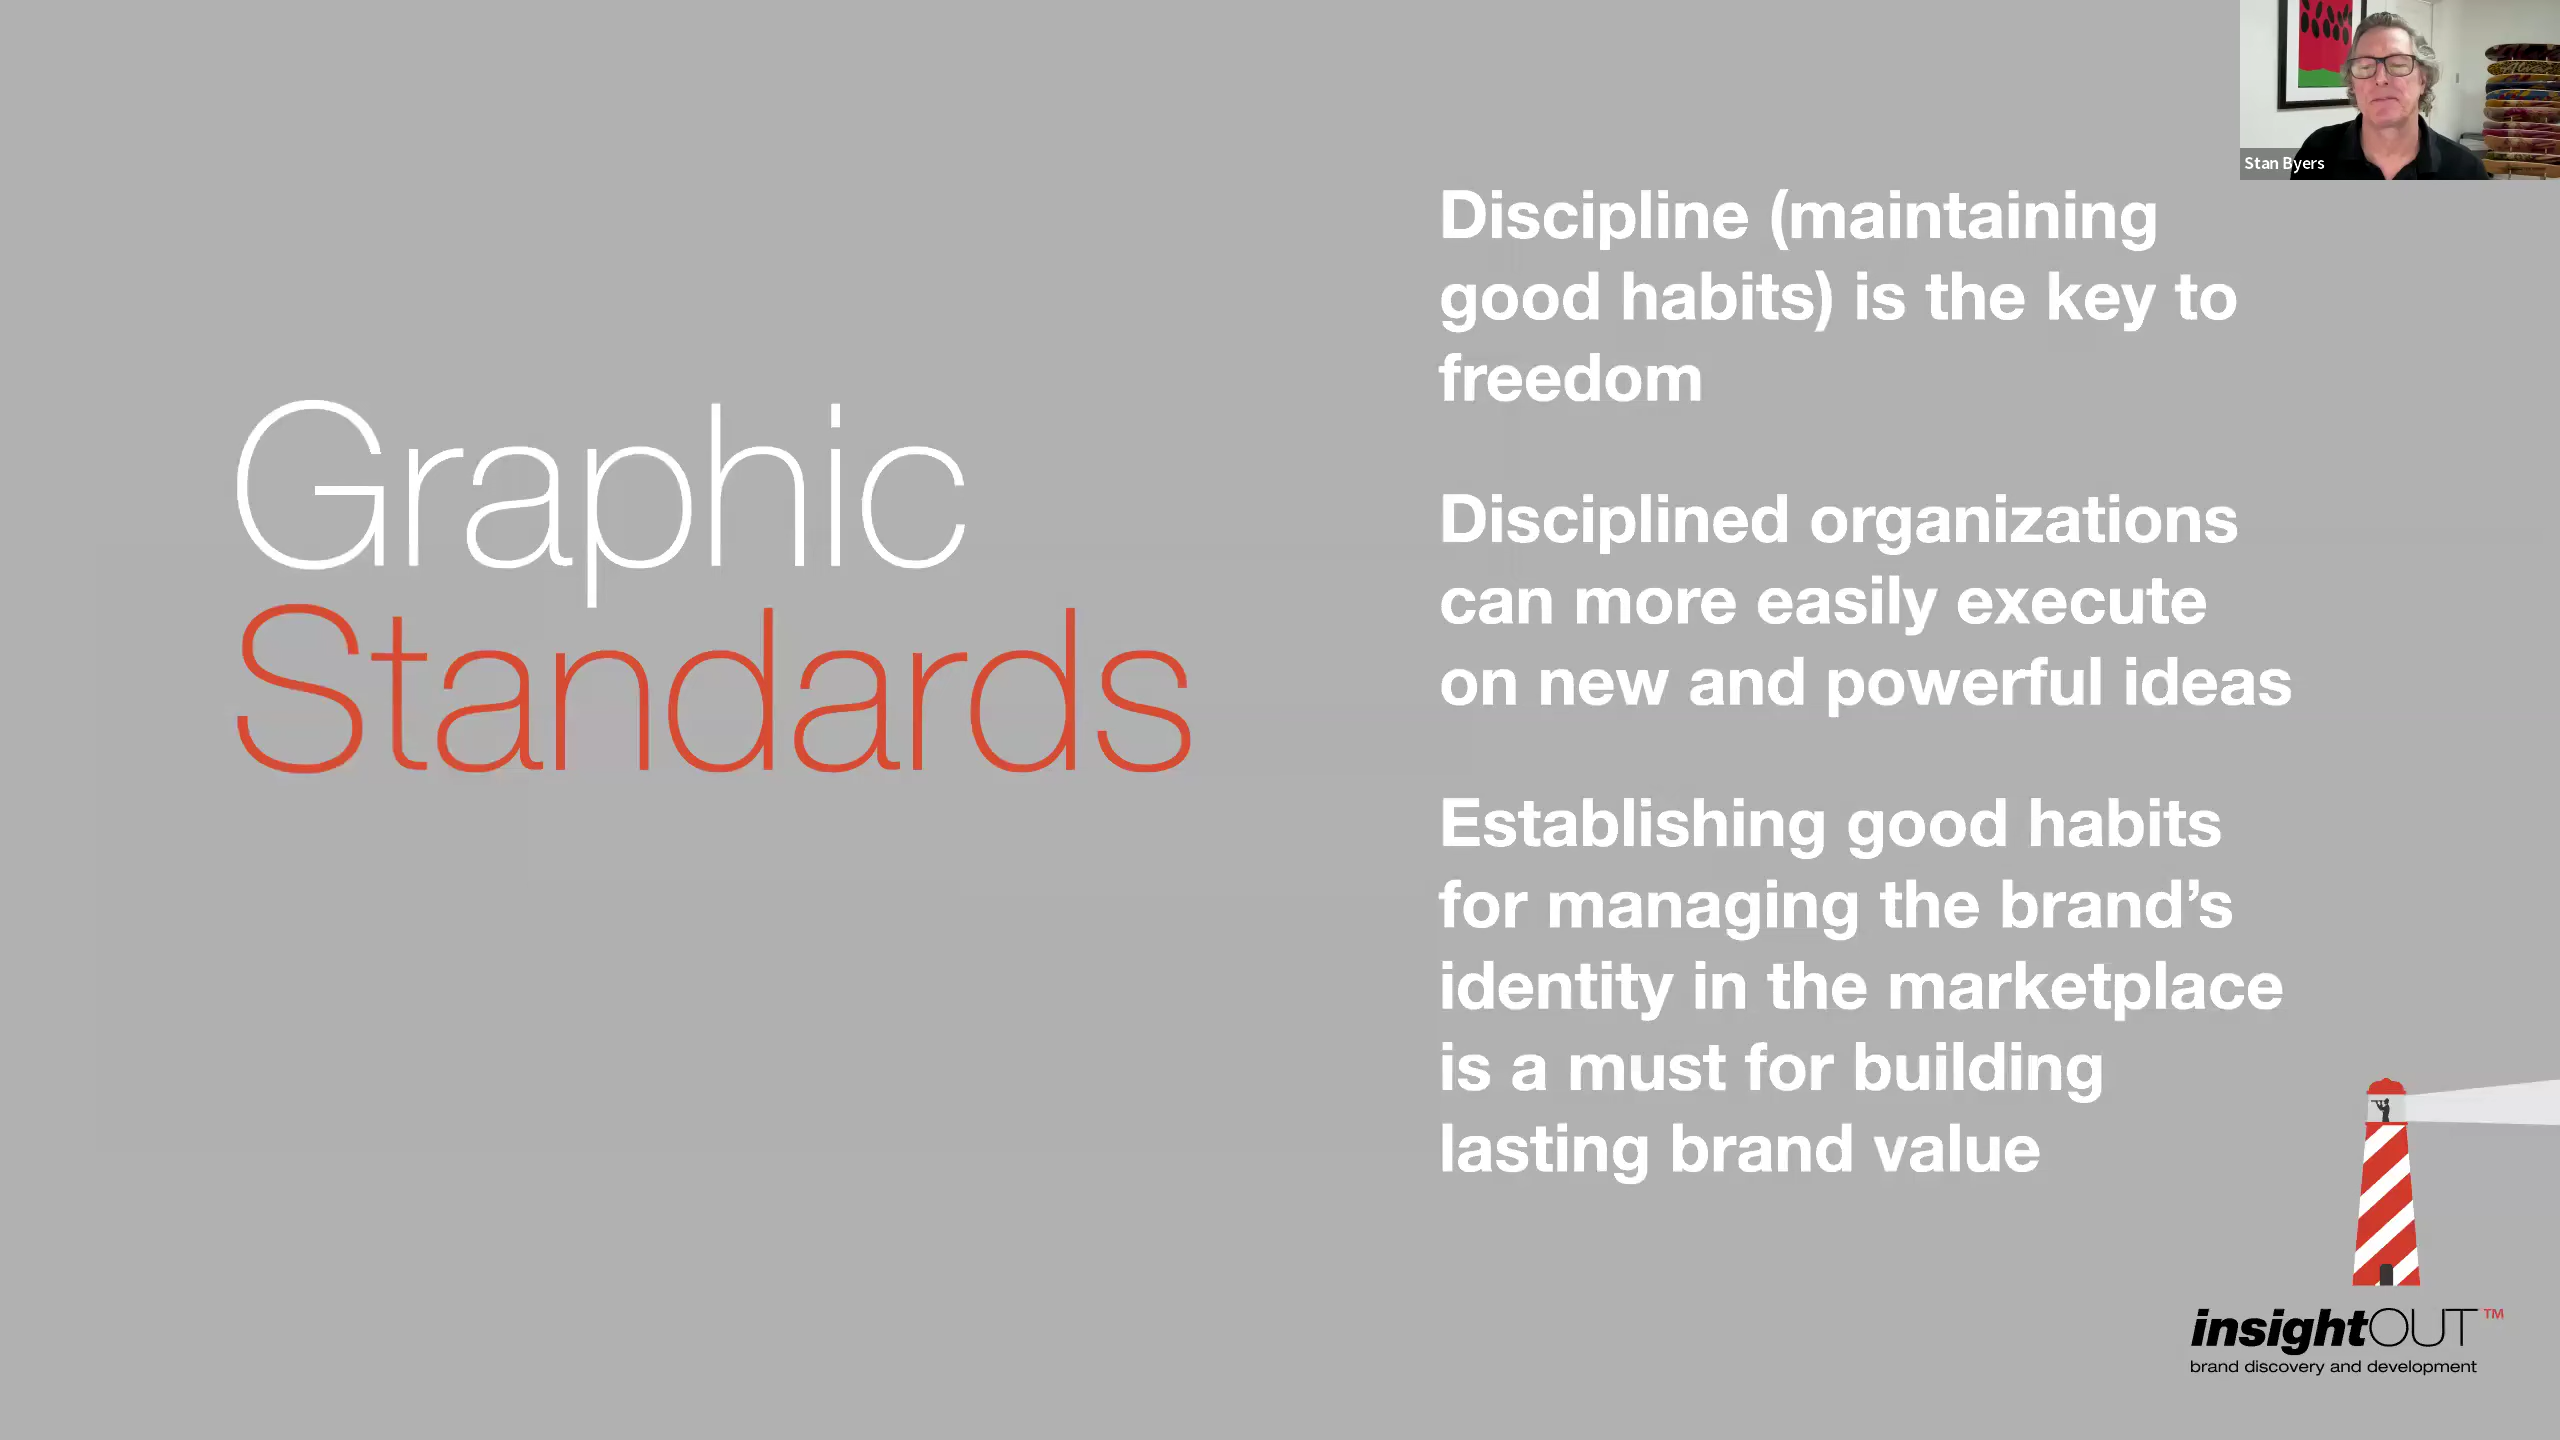 Graphic
Standards
Discipline (maintaining
good habits) is the key to
freedom
Disciplined organizations
can more easily execute
on new and powerful ideas
Establishing good habits
for managing the brand’s
identity in the marketplace
is a must for building
lasting brand value
Stan Byers
insightOUT™
brand discovery and development